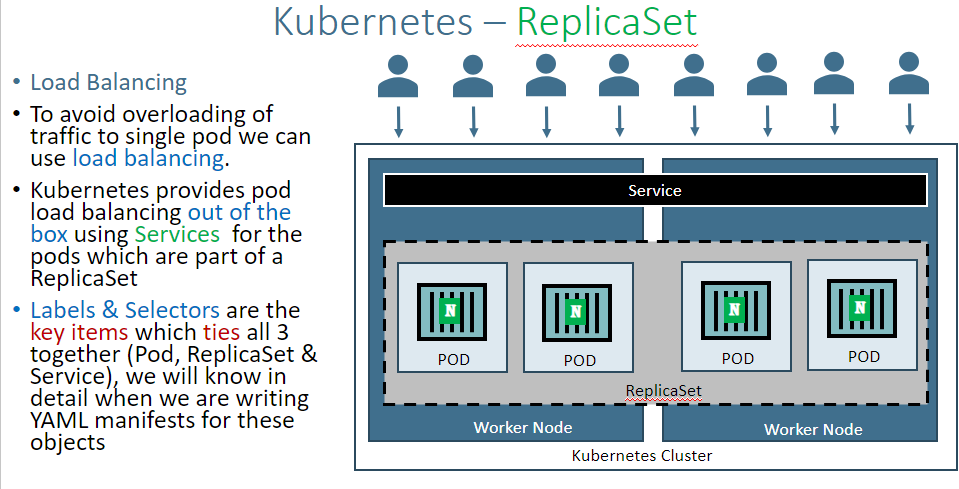 Kubernetes – ReplicaSet
• Load Balancing
• To avoid overloading of
traffic to single pod we can
use load balancing.
• Kubernetes provides pod
load balancing out of the
box using Services for the
pods which are part of a
ReplicaSet
• Labels & Selectors are the
key items which ties all 3
together (Pod, ReplicaSet &
Service), we will know in
detail when we are writing
YAML manifests for these
objects
Service
N
N
N
N
POD
POD
POD
POD
ReplicaSet
Worker Node
Worker Node
Kubernetes Cluster